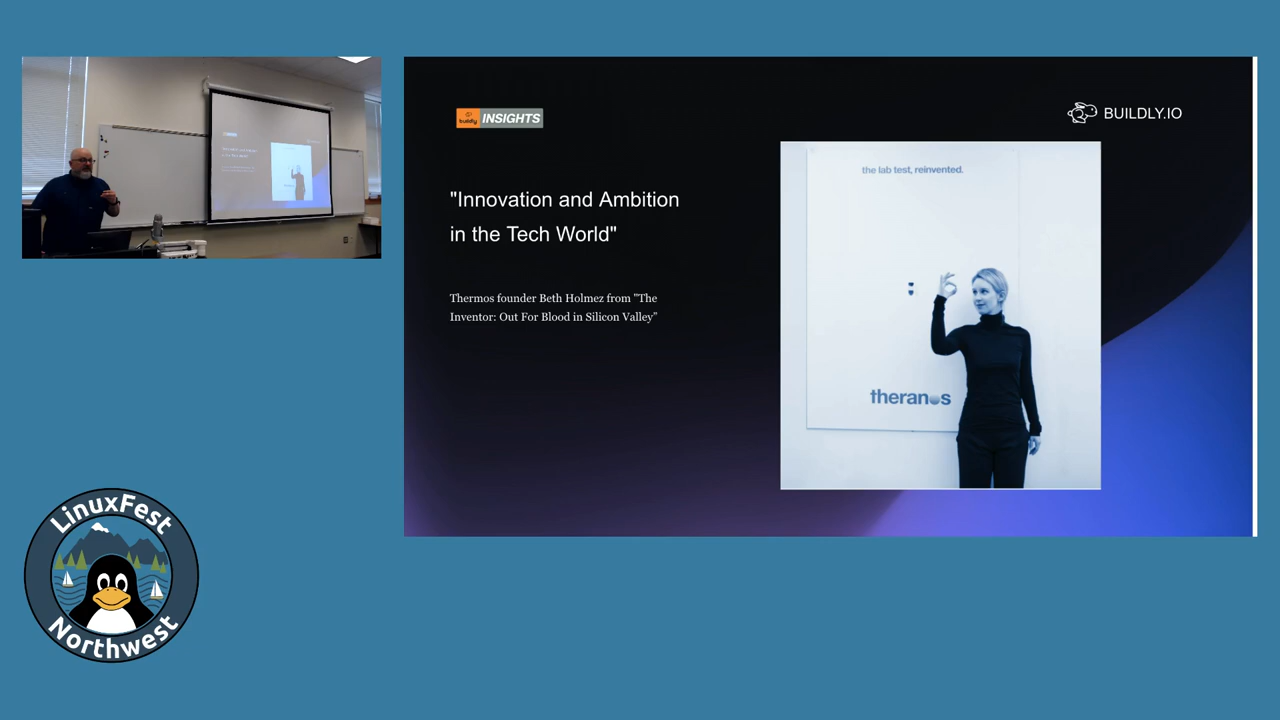 buildly INSIGHTS
BUILDLY.IO
"Innovation and Ambition
in the Tech World"
Thermos founder Beth Holmez from "The
Inventor: Out For Blood in Silicon Valley"
the lab test, reinvented.
theranos
LinuxFest
Northwest